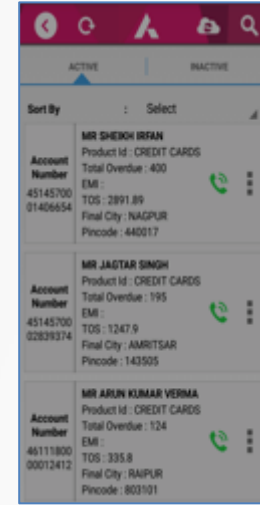 ACTIVE INACTIVE
Sort By : Select
MR SHEIKH IRFAN
Product Id : CREDIT CARDS
Account Number
Total Overdue : 400
EMI :
45145700
01406654
TOS : 2891.89
Final City : NAGPUR
Pincode : 440017
MR JAGTAR SINGH
Product Id : CREDIT CARDS
Account Number
Total Overdue : 195
EMI :
45145700
02839374
TOS : 1247.9
Final City : AMRITSAR
Pincode : 143505
MR ARUN KUMAR VERMA
Product Id : CREDIT CARDS
Account Number
Total Overdue : 124
EMI :
46111800
00012412
TOS : 335.8
Final City : RAIPUR
Pincode : 803101